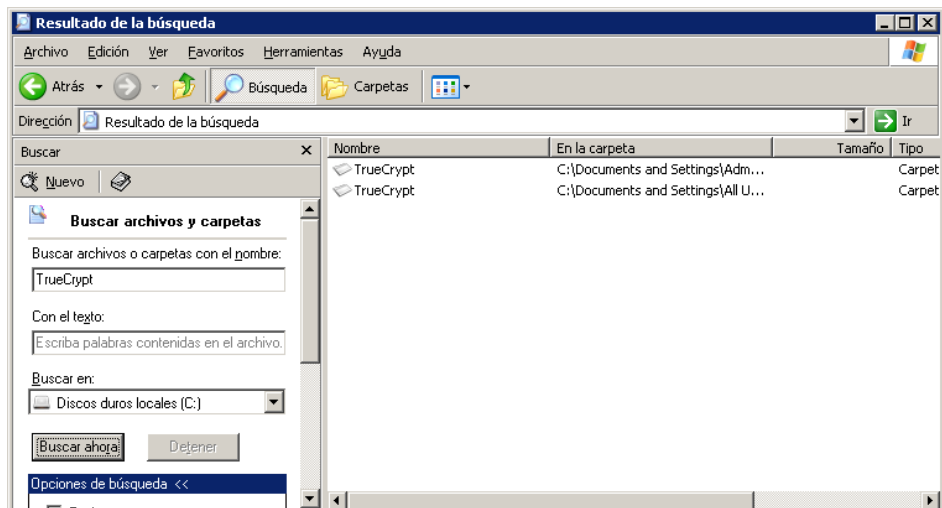 Resultado de la búsqueda
Archivo Edición Ver Favoritos Herramientas Ayuda
Atrás Búsqueda Carpetas
Dirección Resultado de la búsqueda Ir
Buscar
Nuevo
Buscar archivos y carpetas
Buscar archivos o carpetas con el nombre:
TrueCrypt
Con el texto:
Escriba palabras contenidas en el archivo.
Buscar en:
Discos duros locales (C:)
Buscar ahora Detener
Opciones de búsqueda <<
Nombre En la carpeta Tamaño Tipo
TrueCrypt C:\Documents and Settings\Adm... Carpet
TrueCrypt C:\Documents and Settings\All U... Carpet